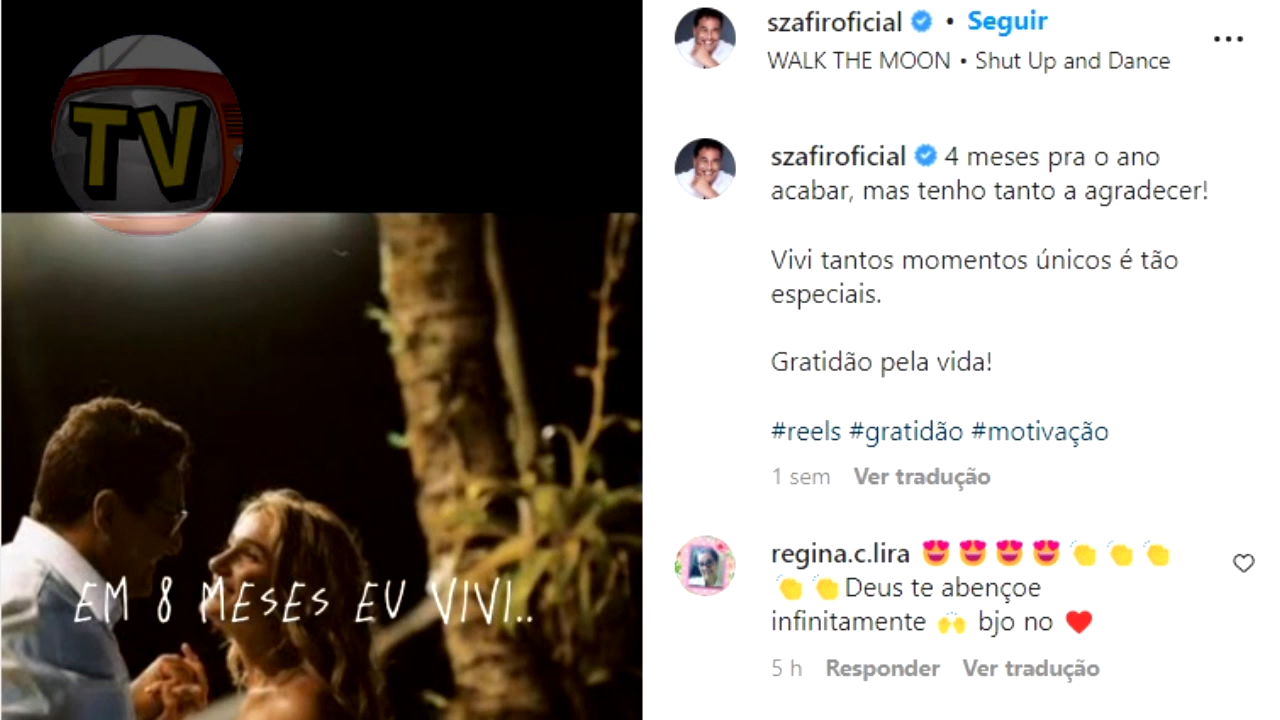 TV
EM 8 MESES EU VIVI..
szafiroficial • Seguir
WALK THE MOON • Shut Up and Dance
szafiroficial 4 meses pra o ano
acabar, mas tenho tanto a agradecer!
Vivi tantos momentos únicos é tão
especiais.
Gratidão pela vida!
#reels #gratidão #motivação
1 sem Ver tradução
regina.c.lira 😍😍😍😍👏👏👏
👏👏Deus te abençoe
infinitamente 🙌 bjo no ❤️
5 h Responder Ver tradução